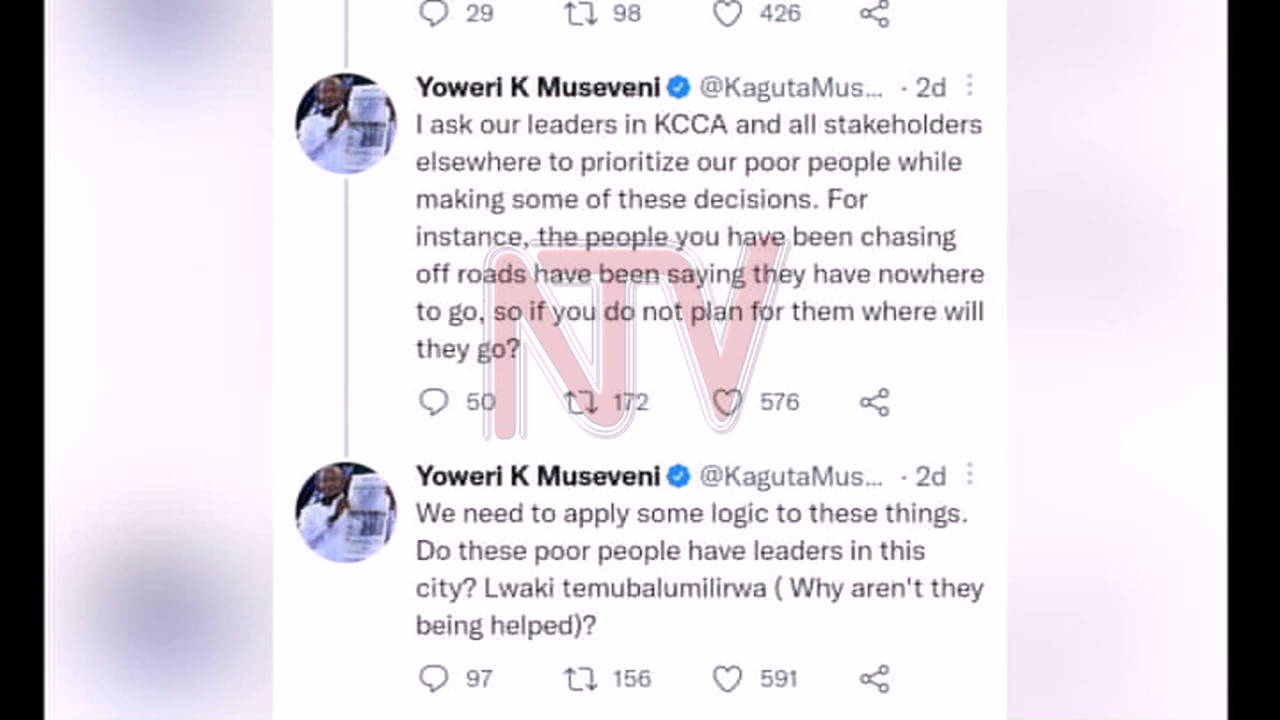 29 98 426
Yoweri K Museveni @KagutaMus... · 2d
I ask our leaders in KCCA and all stakeholders
elsewhere to prioritize our poor people while
making some of these decisions. For
instance, the people you have been chasing
off roads have been saying they have nowhere
to go, so if you do not plan for them where will
they go?
NTV
50 172 576
Yoweri K Museveni @KagutaMus... · 2d
We need to apply some logic to these things.
Do these poor people have leaders in this
city? Lwaki temubalumilirwa ( Why aren't they
being helped)?
97 156 591